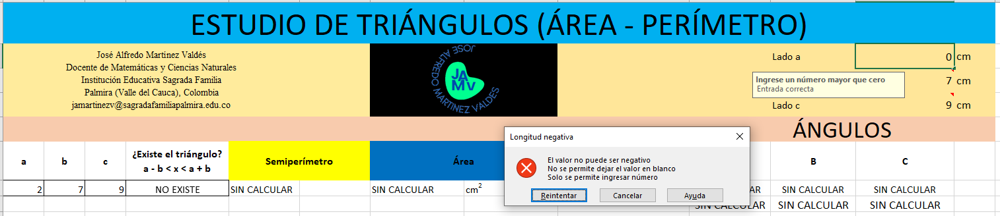 ESTUDIO DE TRIÁNGULOS (ÁREA - PERÍMETRO)
José Alfredo Martínez Valdés
Docente de Matemáticas y Ciencias Naturales
Institución Educativa Sagrada Familia
Palmira (Valle del Cauca), Colombia
jamartinezv@sagradafamiliapalmira.edu.co
JOSE ALFREDO MARTINEZ VALDES
JA
MV
Lado a 0 cm
Ingrese un número mayor que cero
Entrada correcta
7 cm
Lado c 9 cm
ÁNGULOS
a b c ¿Existe el triángulo? Semiperímetro Área B C
a - b < x < a + b
2 7 9 NO EXISTE SIN CALCULAR SIN CALCULAR cm² AR SIN CALCULAR SIN CALCULAR
SIN CALCULAR SIN CALCULAR SIN CALCULAR
Longitud negativa
El valor no puede ser negativo
No se permite dejar el valor en blanco
Solo se permite ingresar número
Reintentar Cancelar Ayuda